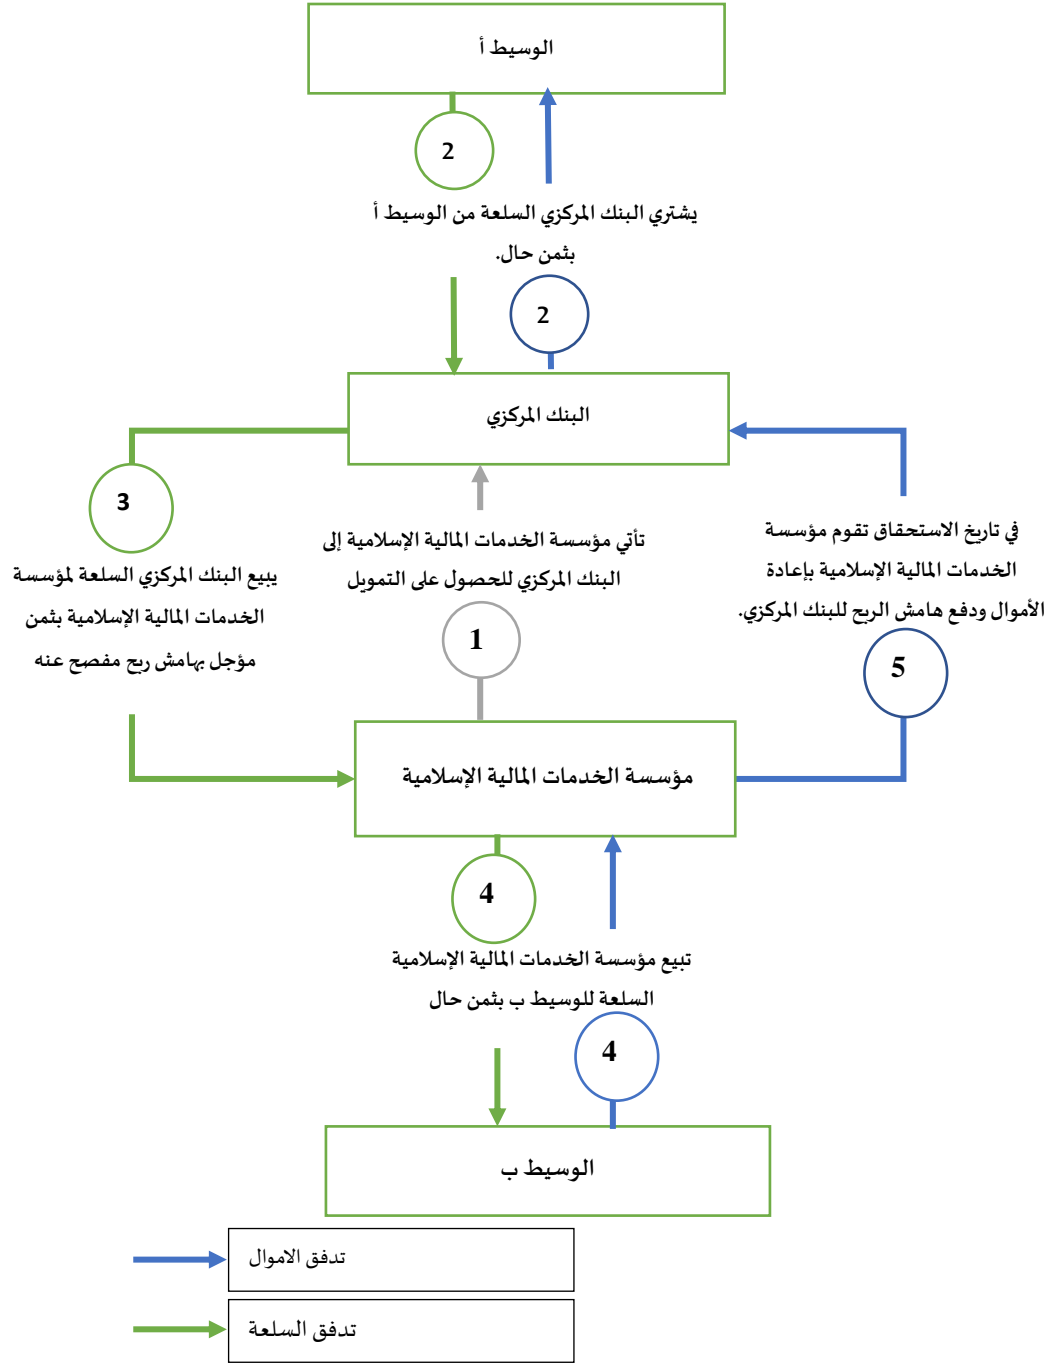 الوسيط أ
2
يشتري البنك المركزي السلعة من الوسيط أ
بثمن حال.
2
البنك المركزي
3
يبيع البنك المركزي السلعة لمؤسسة
الخدمات المالية الإسلامية بثمن
مؤجل بهامش ربح مفصح عنه
تأتي مؤسسة الخدمات المالية الإسلامية إلى
البنك المركزي للحصول على التمويل
1
في تاريخ الاستحقاق تقوم مؤسسة
الخدمات المالية الإسلامية بإعادة
الأموال ودفع هامش الربح للبنك المركزي.
5
مؤسسة الخدمات المالية الإسلامية
4
تبيع مؤسسة الخدمات المالية الإسلامية
السلعة للوسيط ب بثمن حال
4
الوسيط ب
تدفق الاموال
تدفق السلعة